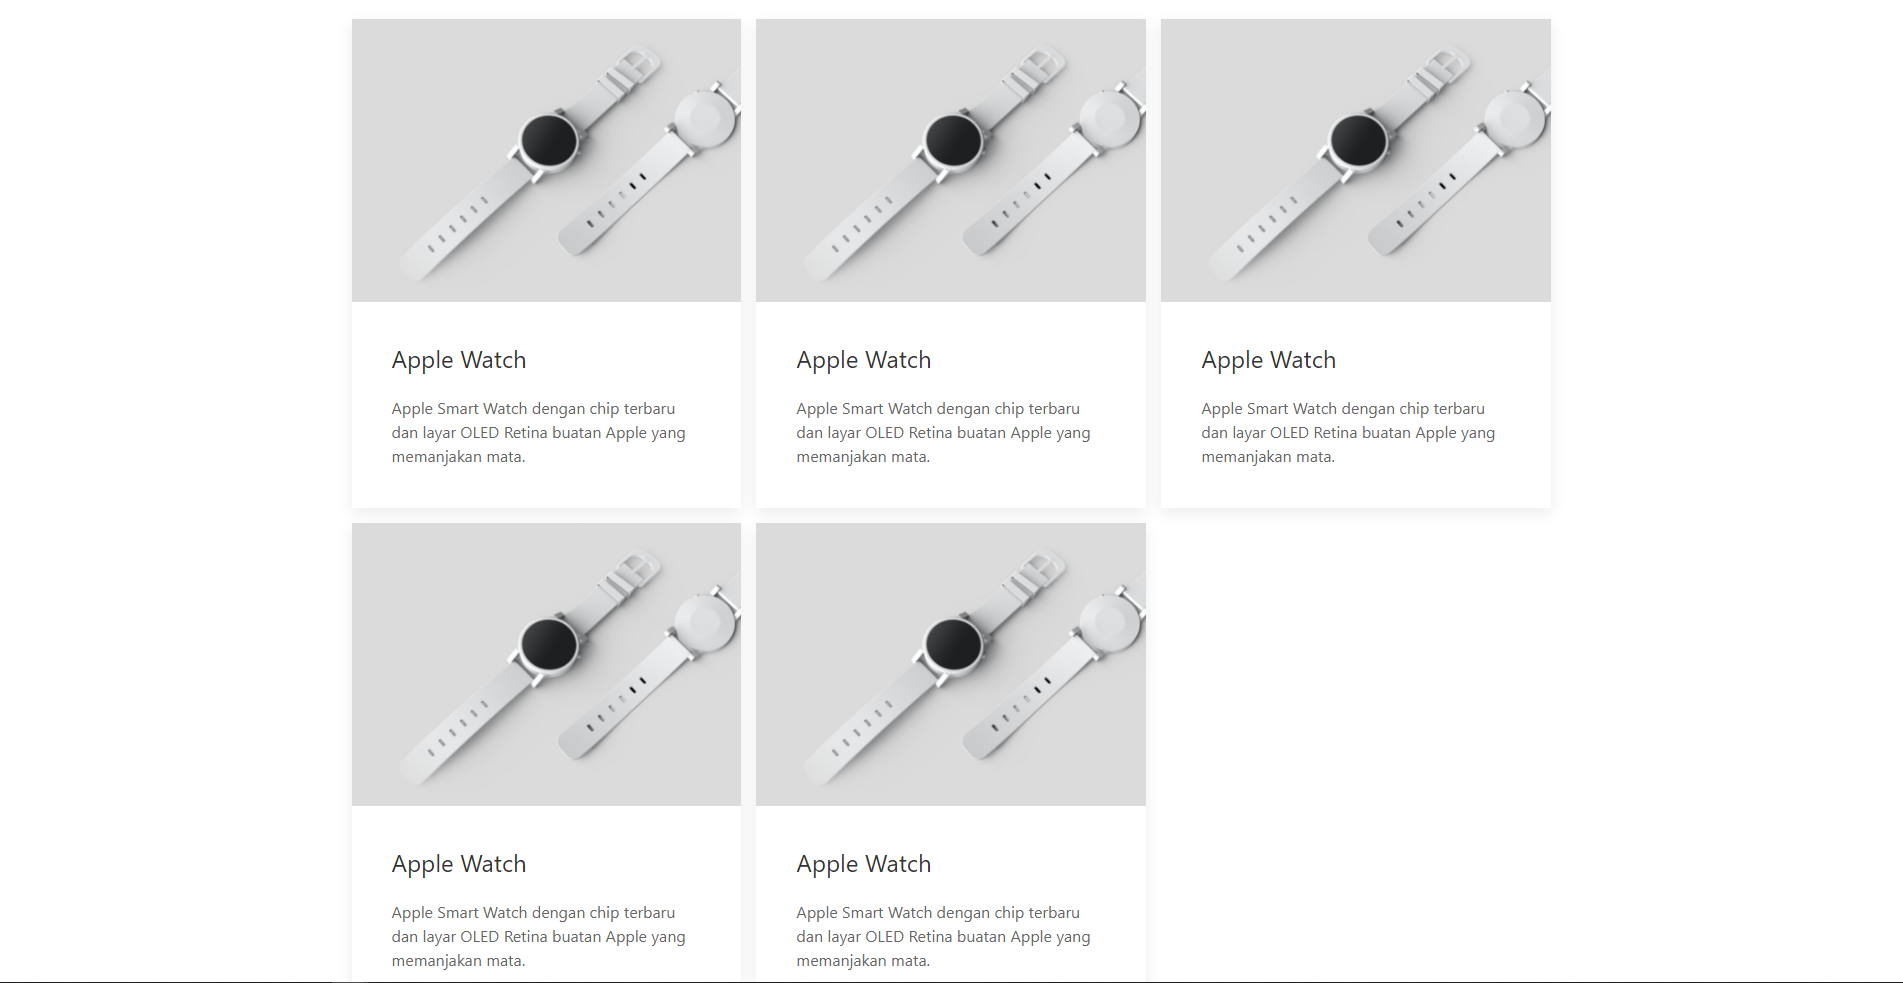 Apple Watch
Apple Smart Watch dengan chip terbaru
dan layar OLED Retina buatan Apple yang
memanjakan mata.
Apple Watch
Apple Smart Watch dengan chip terbaru
dan layar OLED Retina buatan Apple yang
memanjakan mata.
Apple Watch
Apple Smart Watch dengan chip terbaru
dan layar OLED Retina buatan Apple yang
memanjakan mata.
Apple Watch
Apple Smart Watch dengan chip terbaru
dan layar OLED Retina buatan Apple yang
memanjakan mata.
Apple Watch
Apple Smart Watch dengan chip terbaru
dan layar OLED Retina buatan Apple yang
memanjakan mata.